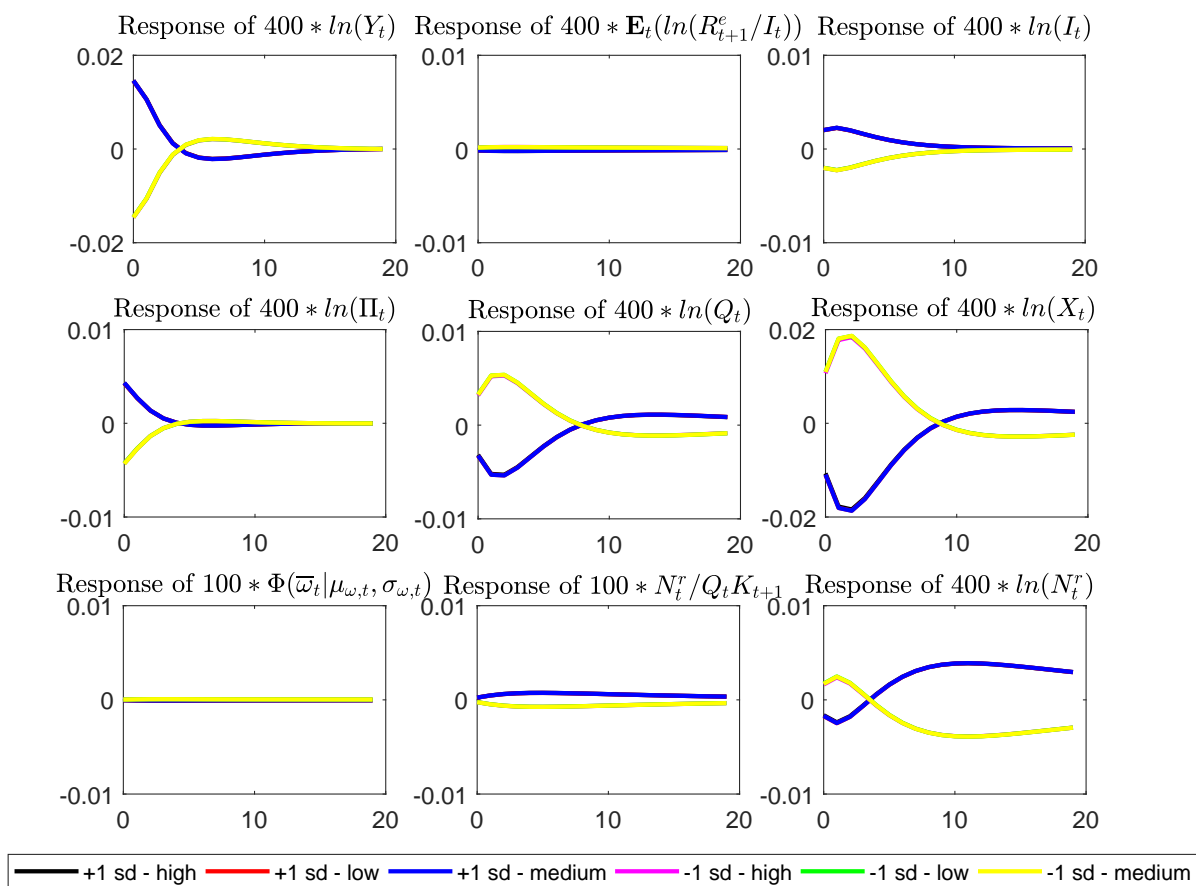 Response of 400 ∗ ln(Y_t) Response of 400 ∗ E_t(ln(R^e_{t+1}/I_t)) Response of 400 ∗ ln(I_t)
0.02 0.01 0.01
0 0 0
-0.02 -0.01 -0.01
0 10 20 0 10 20 0 10 20
Response of 400 ∗ ln(Π_t) Response of 400 ∗ ln(Q_t) Response of 400 ∗ ln(X_t)
0.01 0.01 0.02
0 0 0
-0.01 -0.01 -0.02
0 10 20 0 10 20 0 10 20
Response of 100 ∗ Φ(ω̅_t|μ_{ω,t}, σ_{ω,t}) Response of 100 ∗ N^r_t/Q_tK_{t+1} Response of 400 ∗ ln(N^r_t)
0.01 0.01 0.01
0 0 0
-0.01 -0.01 -0.01
0 10 20 0 10 20 0 10 20
+1 sd - high +1 sd - low +1 sd - medium -1 sd - high -1 sd - low -1 sd - medium